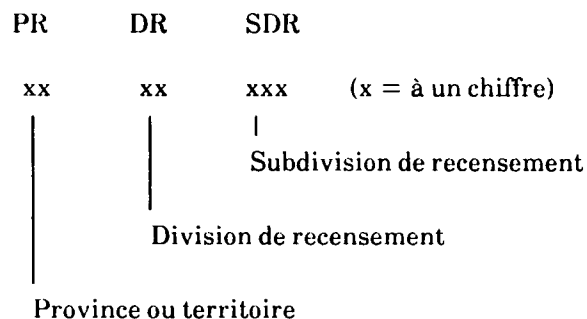 PR DR SDR
xx xx xxx (x = à un chiffre)
Subdivision de recensement
Division de recensement
Province ou territoire